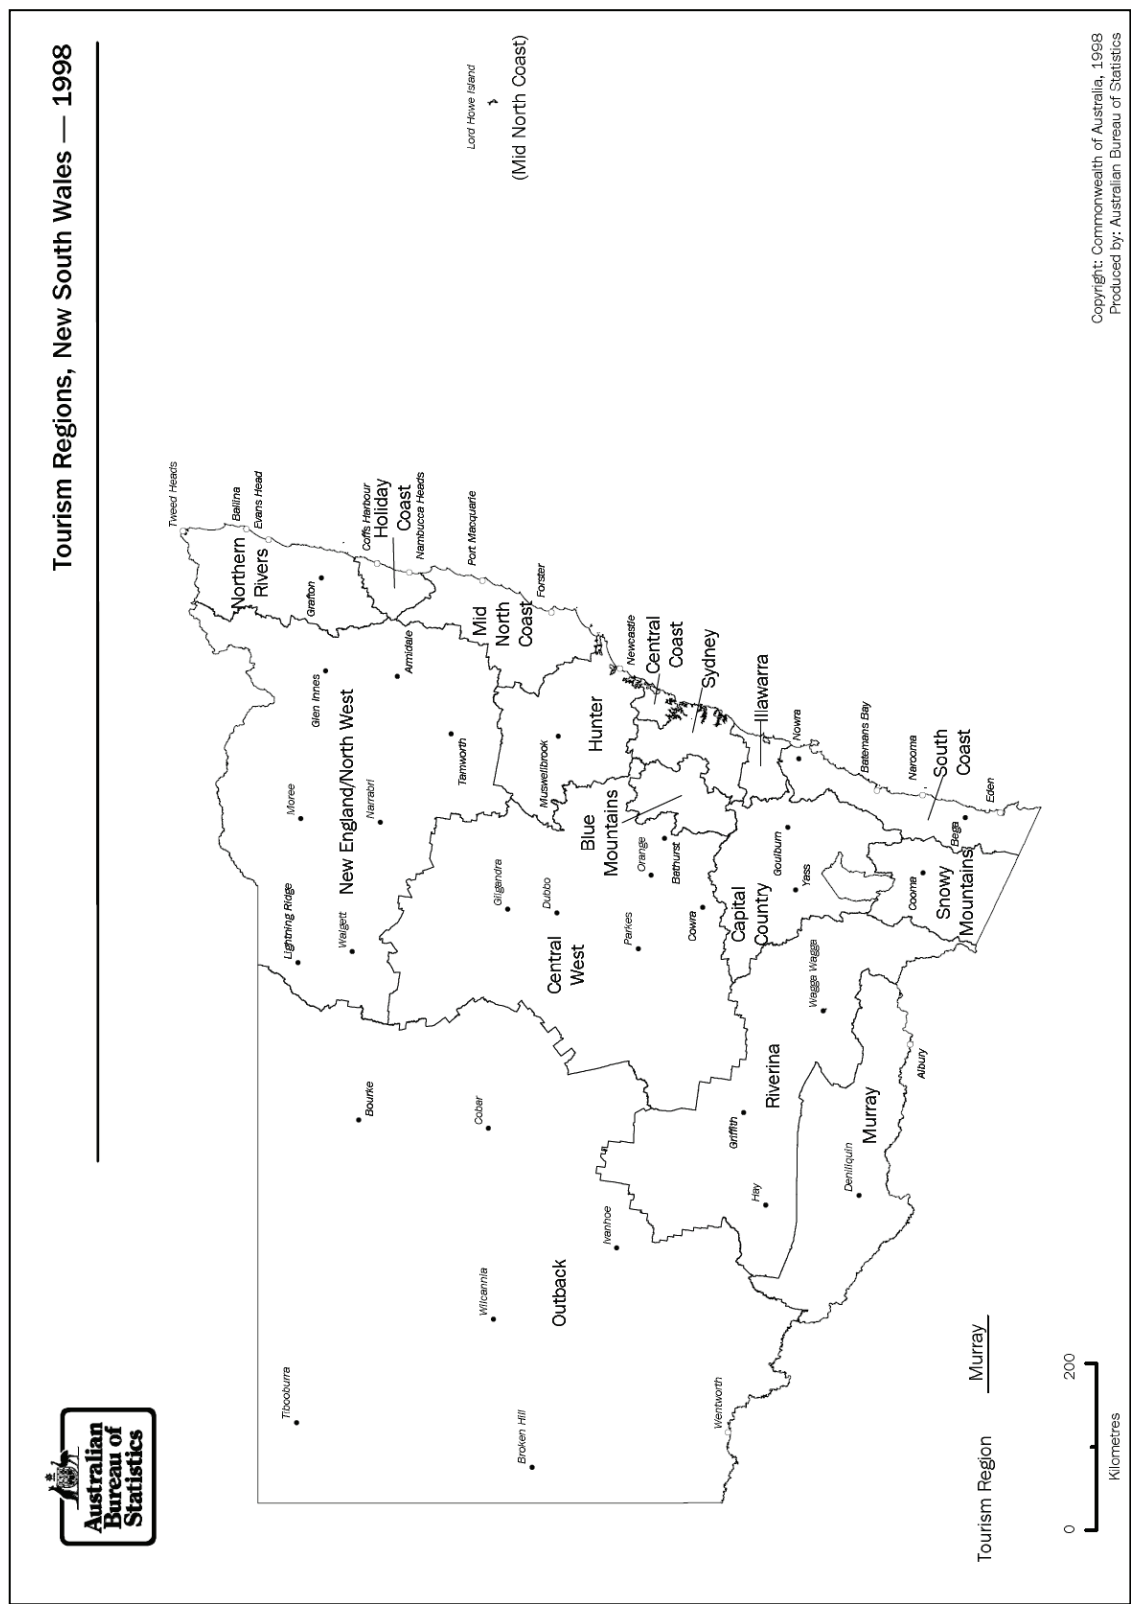 Tourism Regions, New South Wales — 1998
Australian
Bureau of
Statistics
Lord Howe Island
(Mid North Coast)
Tweed Heads
Ballina
Evans Head
Northern
Rivers
Grafton
Coffs Harbour
Holiday
Coast
Nambucca Heads
Port Macquarie
Mid
North
Coast
Forster
Armidale
Glen Innes
New England/North West
Moree
Narrabri
Tamworth
Lightning Ridge
Walgett
Newcastle
Central
Coast
Sydney
Hunter
Muswellbrook
Blue
Mountains
Illawarra
Nowra
Batemans Bay
Narooma
South
Coast
Eden
Bega
Gilgandra
Dubbo
Orange
Bathurst
Parkes
Cowra
Central
West
Goulburn
Yass
Capital
Country
Cooma
Snowy
Mountains
Wagga Wagga
Riverina
Griffith
Hay
Albury
Murray
Deniliquin
Bourke
Cobar
Ivanhoe
Wilcannia
Outback
Tibooburra
Broken Hill
Wentworth
Tourism Region Murray
0 200
Kilometres
Copyright: Commonwealth of Australia, 1998
Produced by: Australian Bureau of Statistics